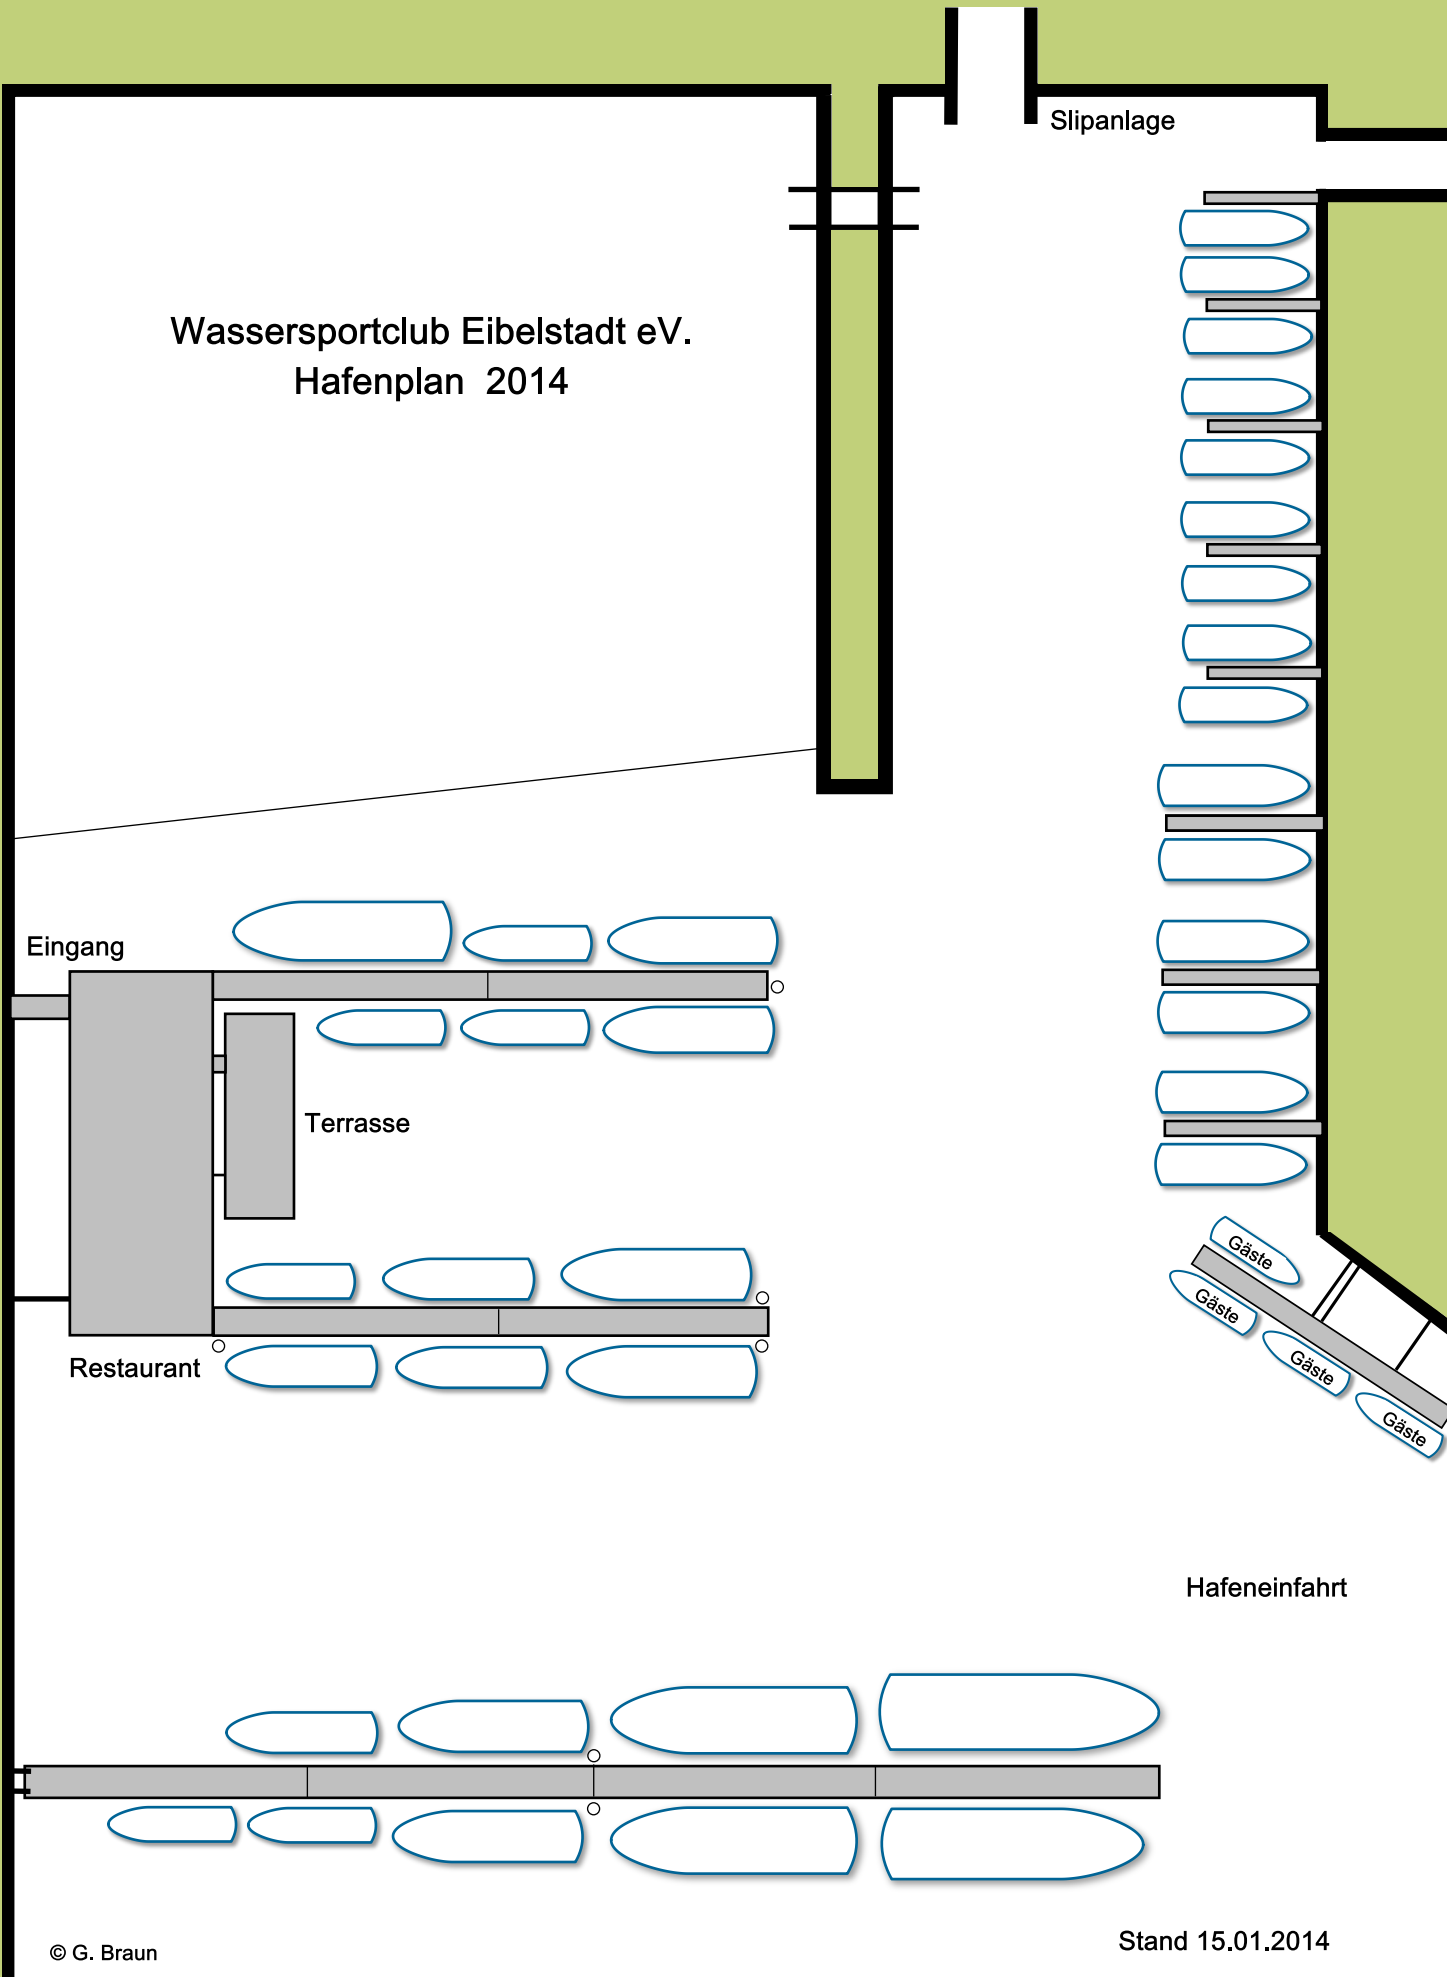 Slipanlage
Wassersportclub Eibelstadt eV.
Hafenplan 2014
Eingang
Terrasse
Restaurant
Gäste
Gäste
Gäste
Gäste
Hafeneinfahrt
© G. Braun
Stand 15.01.2014